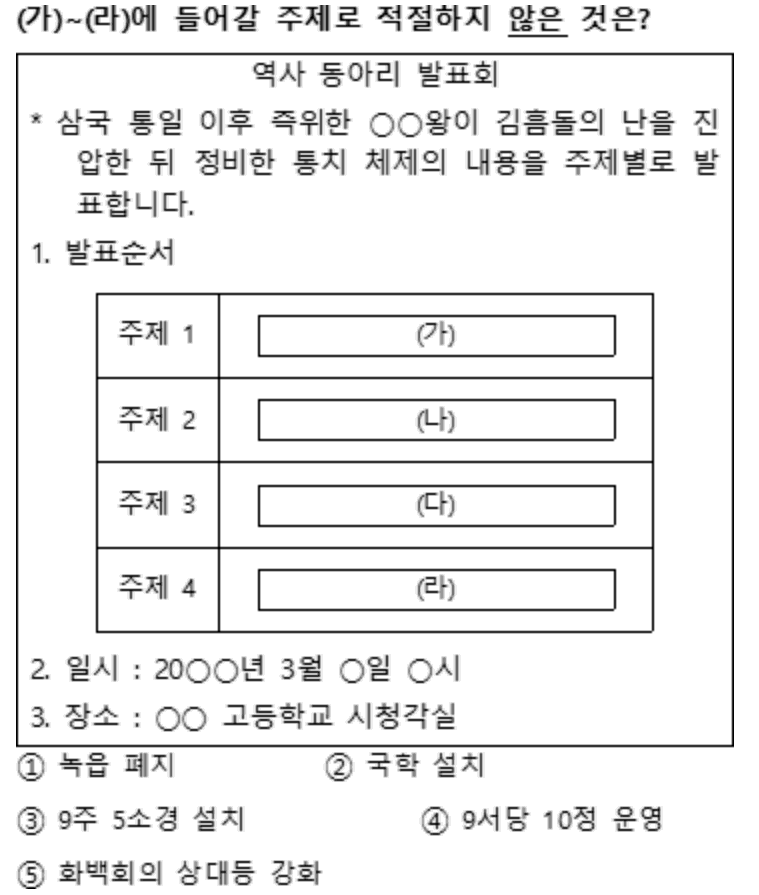 (가)~(라)에 들어갈 주제로 적절하지 않은 것은?
역사 동아리 발표회
* 삼국 통일 이후 즉위한 ○○왕이 김흠돌의 난을 진
압한 뒤 정비한 통치 체제의 내용을 주제별로 발
표합니다.
1. 발표순서
주제 1 (가)
주제 2 (나)
주제 3 (다)
주제 4 (라)
2. 일시 : 20○○년 3월 ○일 ○시
3. 장소 : ○○ 고등학교 시청각실
① 녹읍 폐지 ② 국학 설치
③ 9주 5소경 설치 ④ 9서당 10정 운영
⑤ 화백회의 상대등 강화